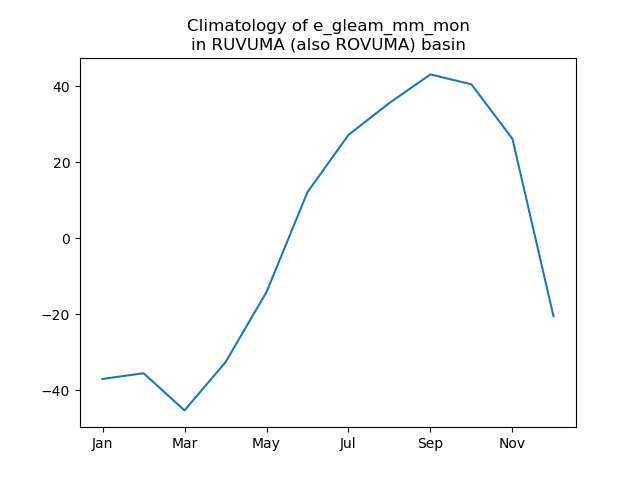 Climatology of e_gleam_mm_mon
in RUVUMA (also ROVUMA) basin
40
20
0
−20
−40
Jan Mar May Jul Sep Nov